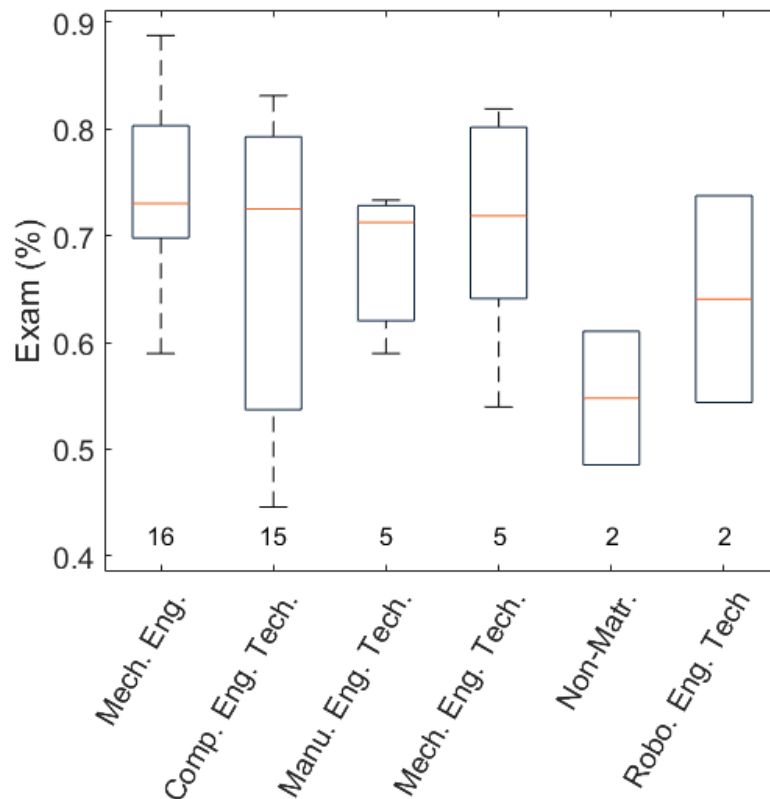 Exam (%)
0.9
0.8
0.7
0.6
0.5
0.4
16 15 5 5 2 2
Mech. Eng.
Comp. Eng. Tech.
Manu. Eng. Tech.
Mech. Eng. Tech.
Non-Matr.
Robo. Eng. Tech